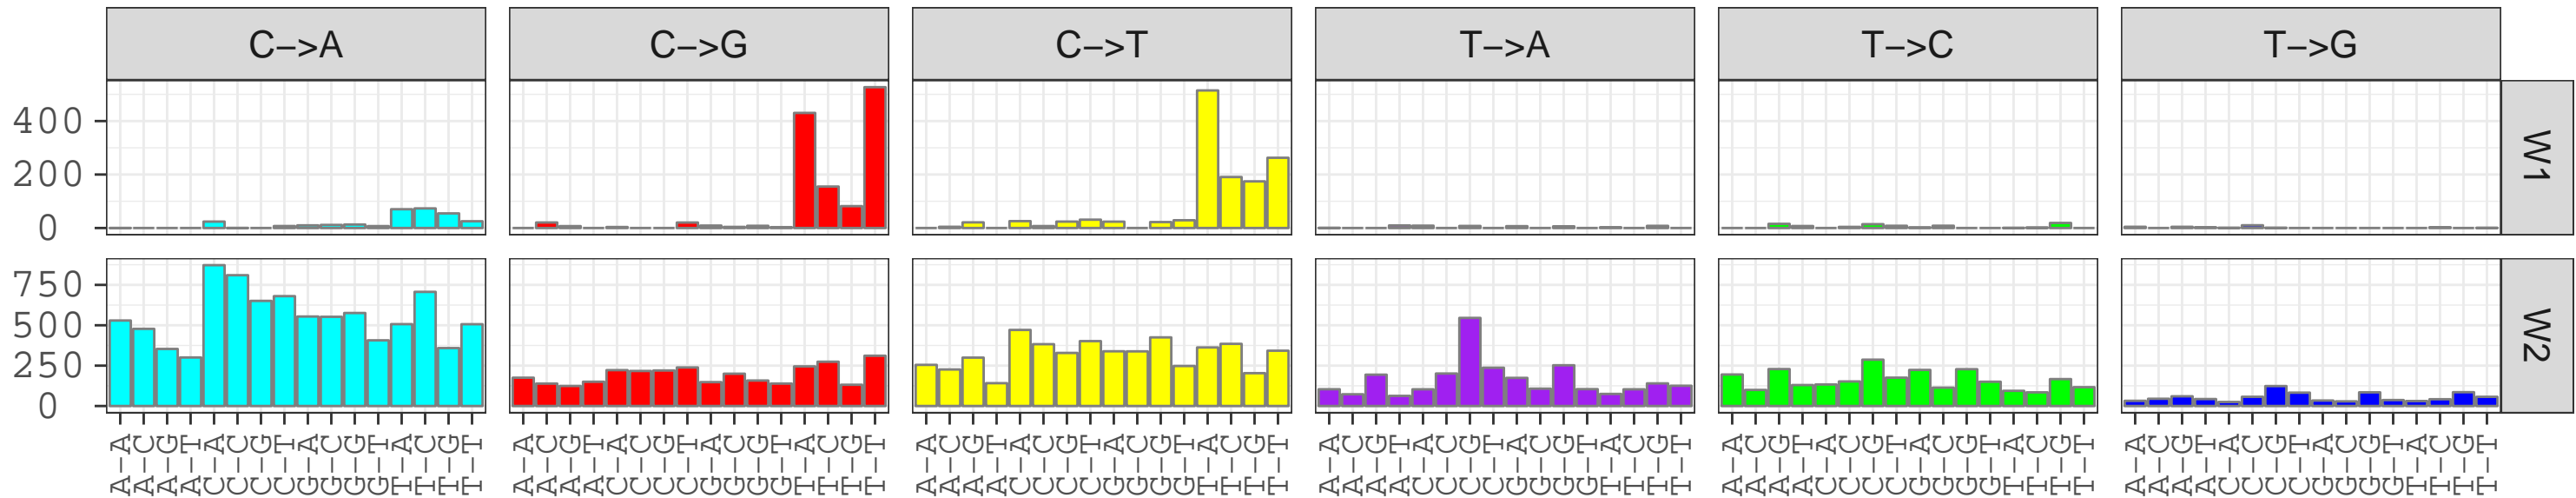 C->A C->G C->T T->A T->C T->G
400
200
0
W1
750
500
250
0
W2
A-A A-C A-G A-T C-A C-C C-G C-T G-A G-C G-G G-T T-A T-C T-G T-T
A-A A-C A-G A-T C-A C-C C-G C-T G-A G-C G-G G-T T-A T-C T-G T-T
A-A A-C A-G A-T C-A C-C C-G C-T G-A G-C G-G G-T T-A T-C T-G T-T
A-A A-C A-G A-T C-A C-C C-G C-T G-A G-C G-G G-T T-A T-C T-G T-T
A-A A-C A-G A-T C-A C-C C-G C-T G-A G-C G-G G-T T-A T-C T-G T-T
A-A A-C A-G A-T C-A C-C C-G C-T G-A G-C G-G G-T T-A T-C T-G T-T